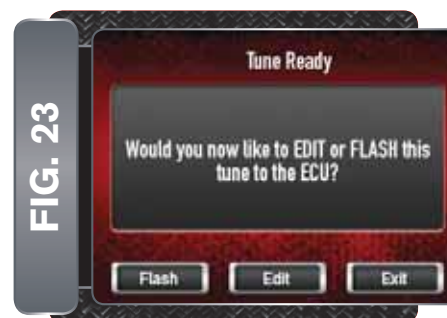 FIG. 23
Tune Ready
Would you now like to EDIT or FLASH this
tune to the ECU?
Flash Edit Exit